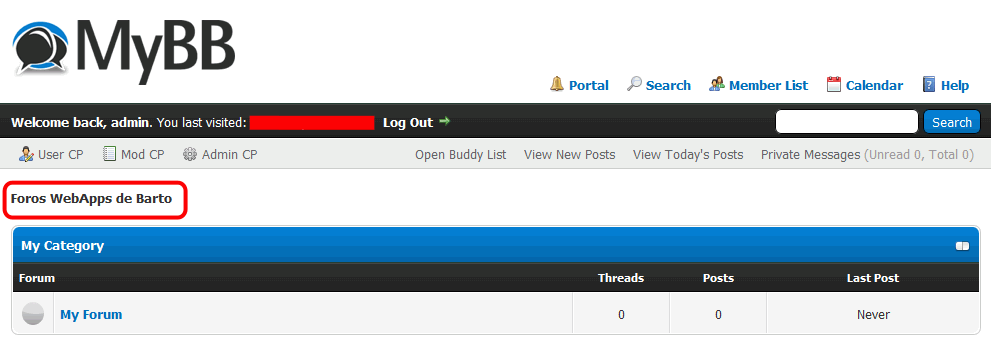 MyBB
Portal Search Member List Calendar Help
Welcome back, admin. You last visited: Log Out Search
User CP Mod CP Admin CP Open Buddy List View New Posts View Today's Posts Private Messages (Unread 0, Total 0)
Foros WebApps de Barto
My Category
Forum Threads Posts Last Post
My Forum 0 0 Never